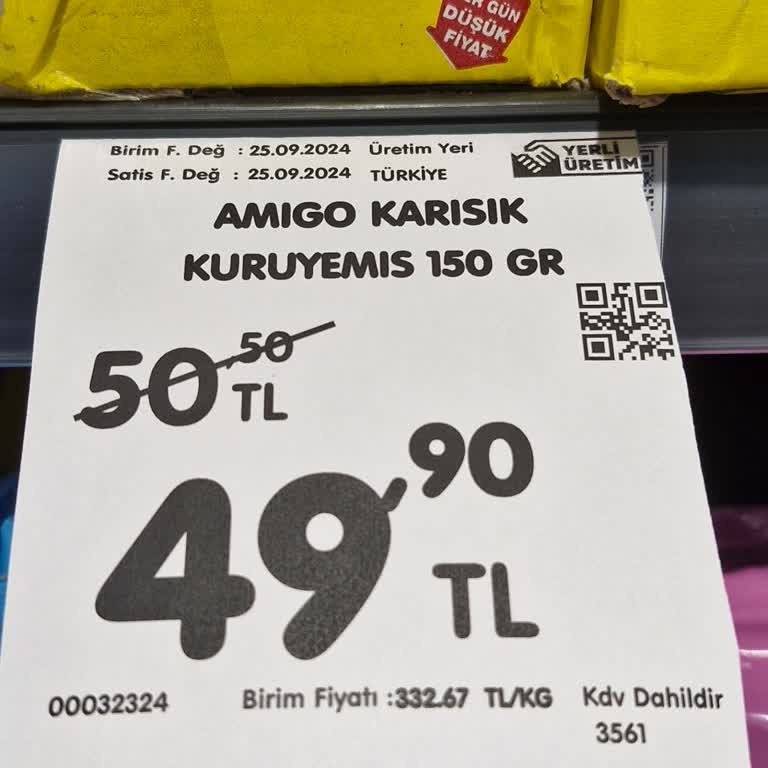 ER GÜN
DÜŞÜK
FİYAT
Birim F. Değ : 25.09.2024 Üretim Yeri
Satis F. Değ : 25.09.2024 TÜRKİYE
YERLİ
ÜRETİM
AMIGO KARISIK
KURUYEMIS 150 GR
50,50
TL
49,90
TL
00032324 Birim Fiyatı :332.67 TL/KG Kdv Dahildir
3561